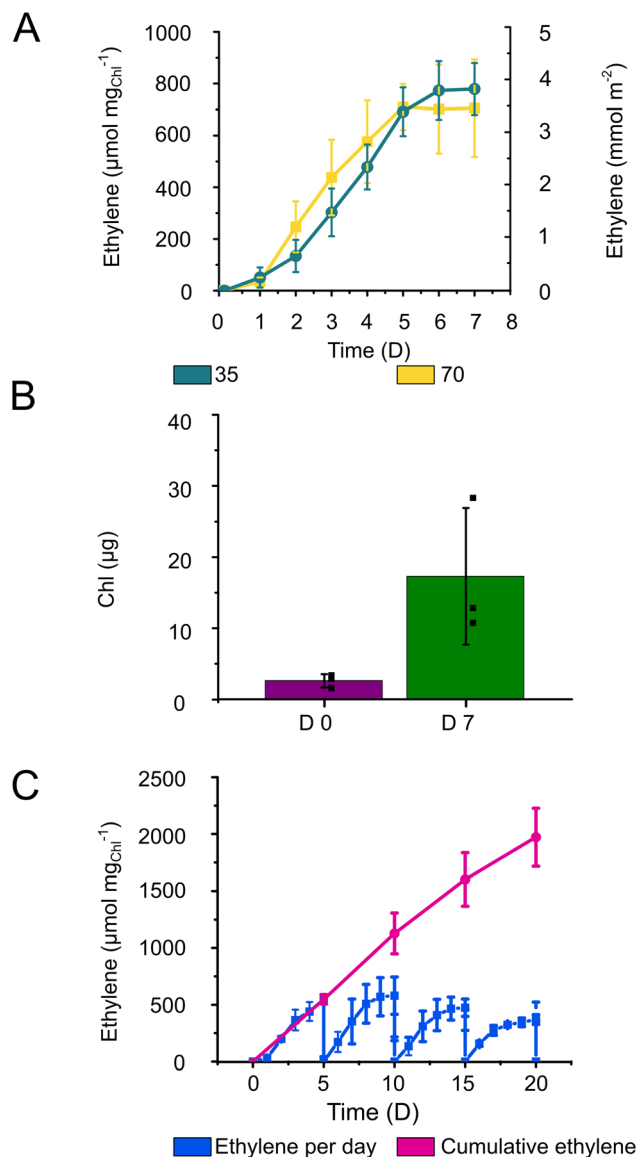 A
Ethylene (µmol mgChl-1)
1000
800
600
400
200
0
5
4
3
2
1
0
Ethylene (mmol m-2)
0 1 2 3 4 5 6 7 8
Time (D)
35 70
B
Chl (µg)
40
30
20
10
0
D 0 D 7
C
Ethylene (µmol mgChl-1)
2500
2000
1500
1000
500
0
0 5 10 15 20
Time (D)
Ethylene per day Cumulative ethylene